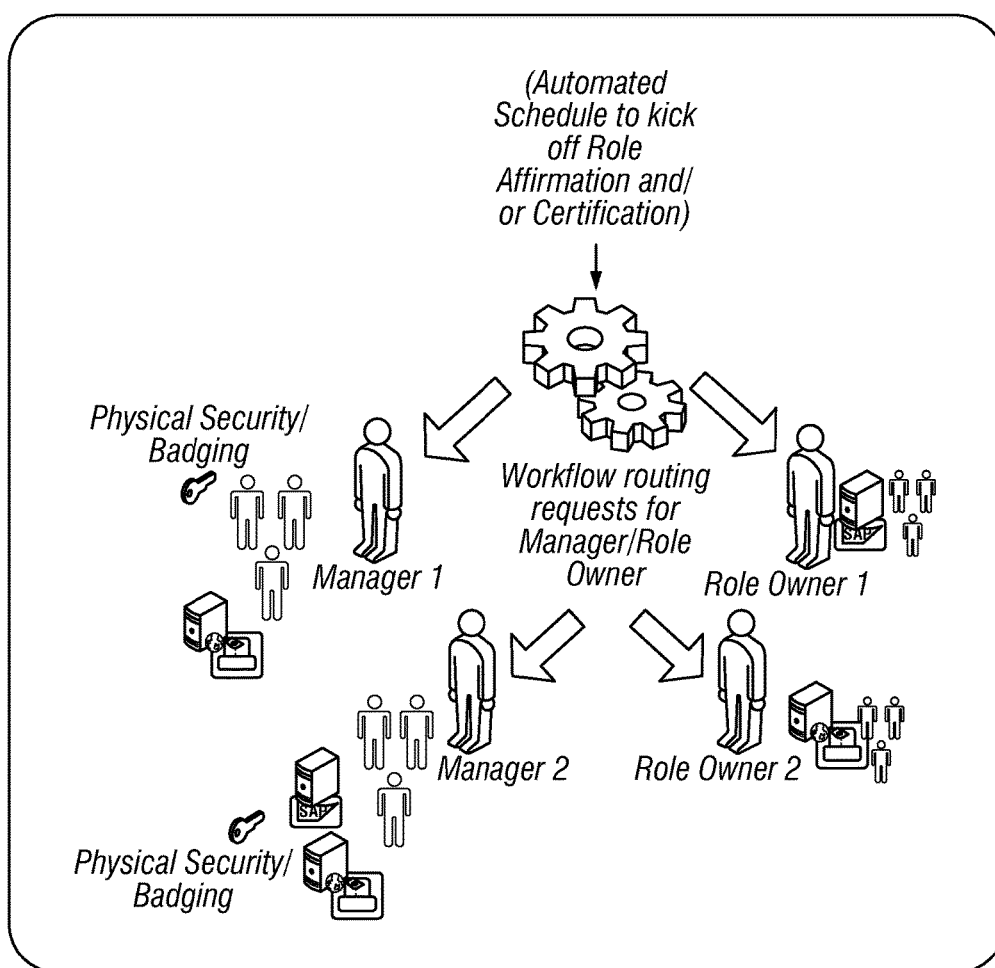 (Automated
Schedule to kick
off Role
Affirmation and/
or Certification)
Physical Security/
Badging
Workflow routing
requests for
Manager/Role
Owner
Manager 1
SAP
Role Owner 1
Manager 2
Role Owner 2
SAP
Physical Security/
Badging